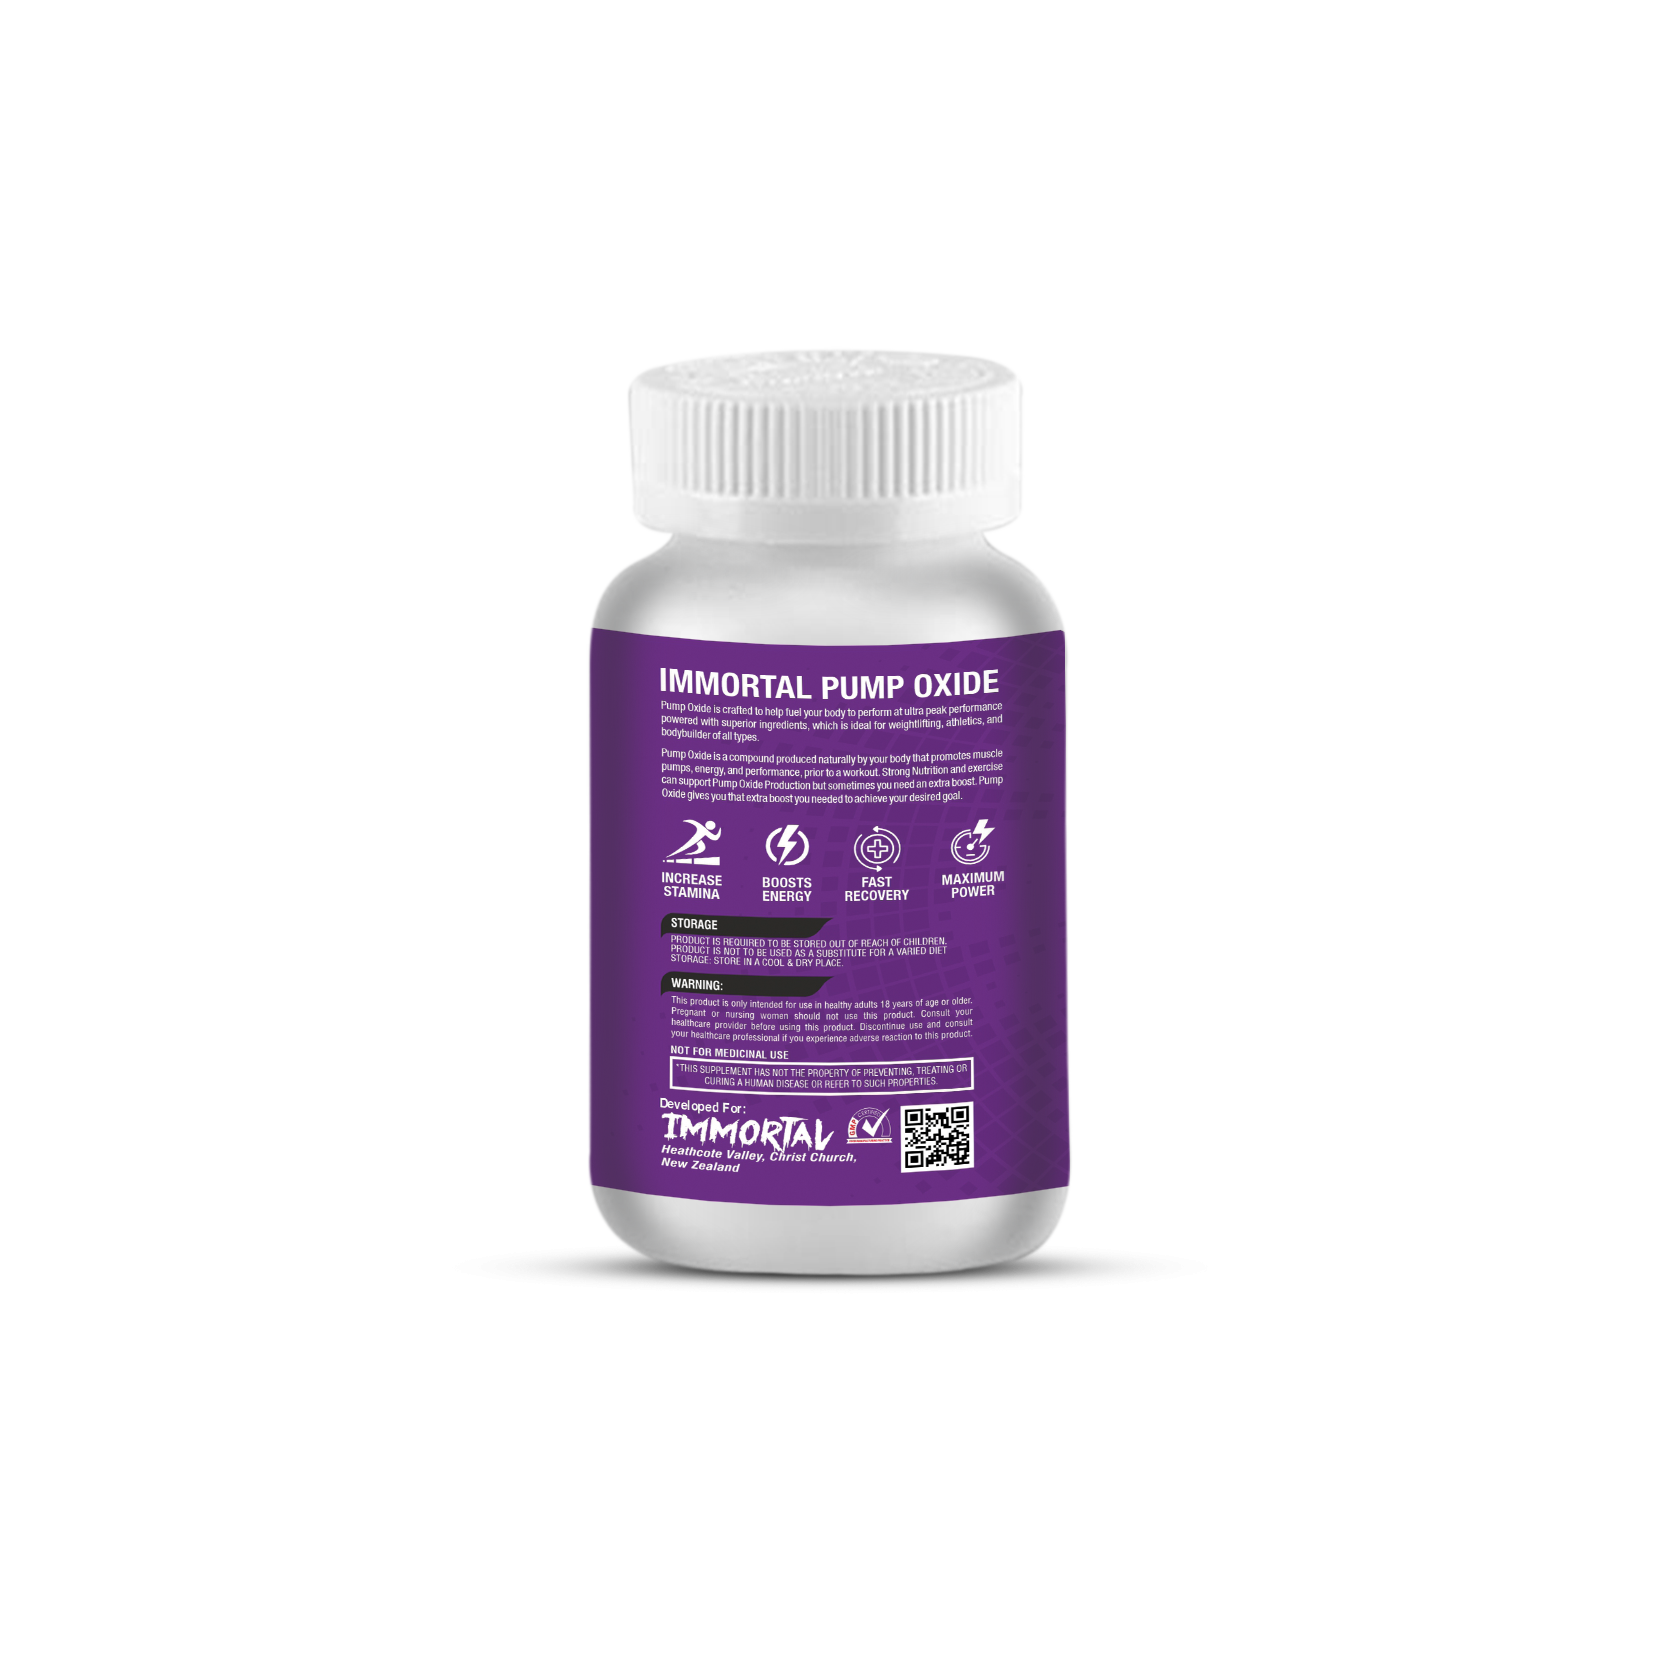 IMMORTAL PUMP OXIDE
Pump Oxide is crafted to help fuel your body to perform at ultra peak performance
powered with superior ingredients, which is ideal for weightlifting, athletics, and
bodybuilder of all types.
Pump Oxide is a compound produced naturally by your body that promotes muscle
pumps, energy, and performance, prior to a workout. Strong Nutrition and exercise
can support Pump Oxide Production but sometimes you need an extra boost. Pump
Oxide gives you that extra boost you needed to achieve your desired goal.
INCREASE
STAMINA
BOOSTS
ENERGY
FAST
RECOVERY
MAXIMUM
POWER
STORAGE
PRODUCT IS REQUIRED TO BE STORED OUT OF REACH OF CHILDREN.
PRODUCT IS NOT TO BE USED AS A SUBSTITUTE FOR A VARIED DIET
STORAGE: STORE IN A COOL & DRY PLACE.
WARNING:
This product is only intended for use in healthy adults 18 years of age or older.
Pregnant or nursing women should not use this product. Consult your
healthcare provider before using this product. Discontinue use and consult
your healthcare professional if you experience adverse reaction to this product.
NOT FOR MEDICINAL USE
*THIS SUPPLEMENT HAS NOT THE PROPERTY OF PREVENTING, TREATING OR
CURING A HUMAN DISEASE OR REFER TO SUCH PROPERTIES.
Developed For:
IMMORTAL
Heathcote Valley, Christ Church,
New Zealand
CERTIFIED
GMP